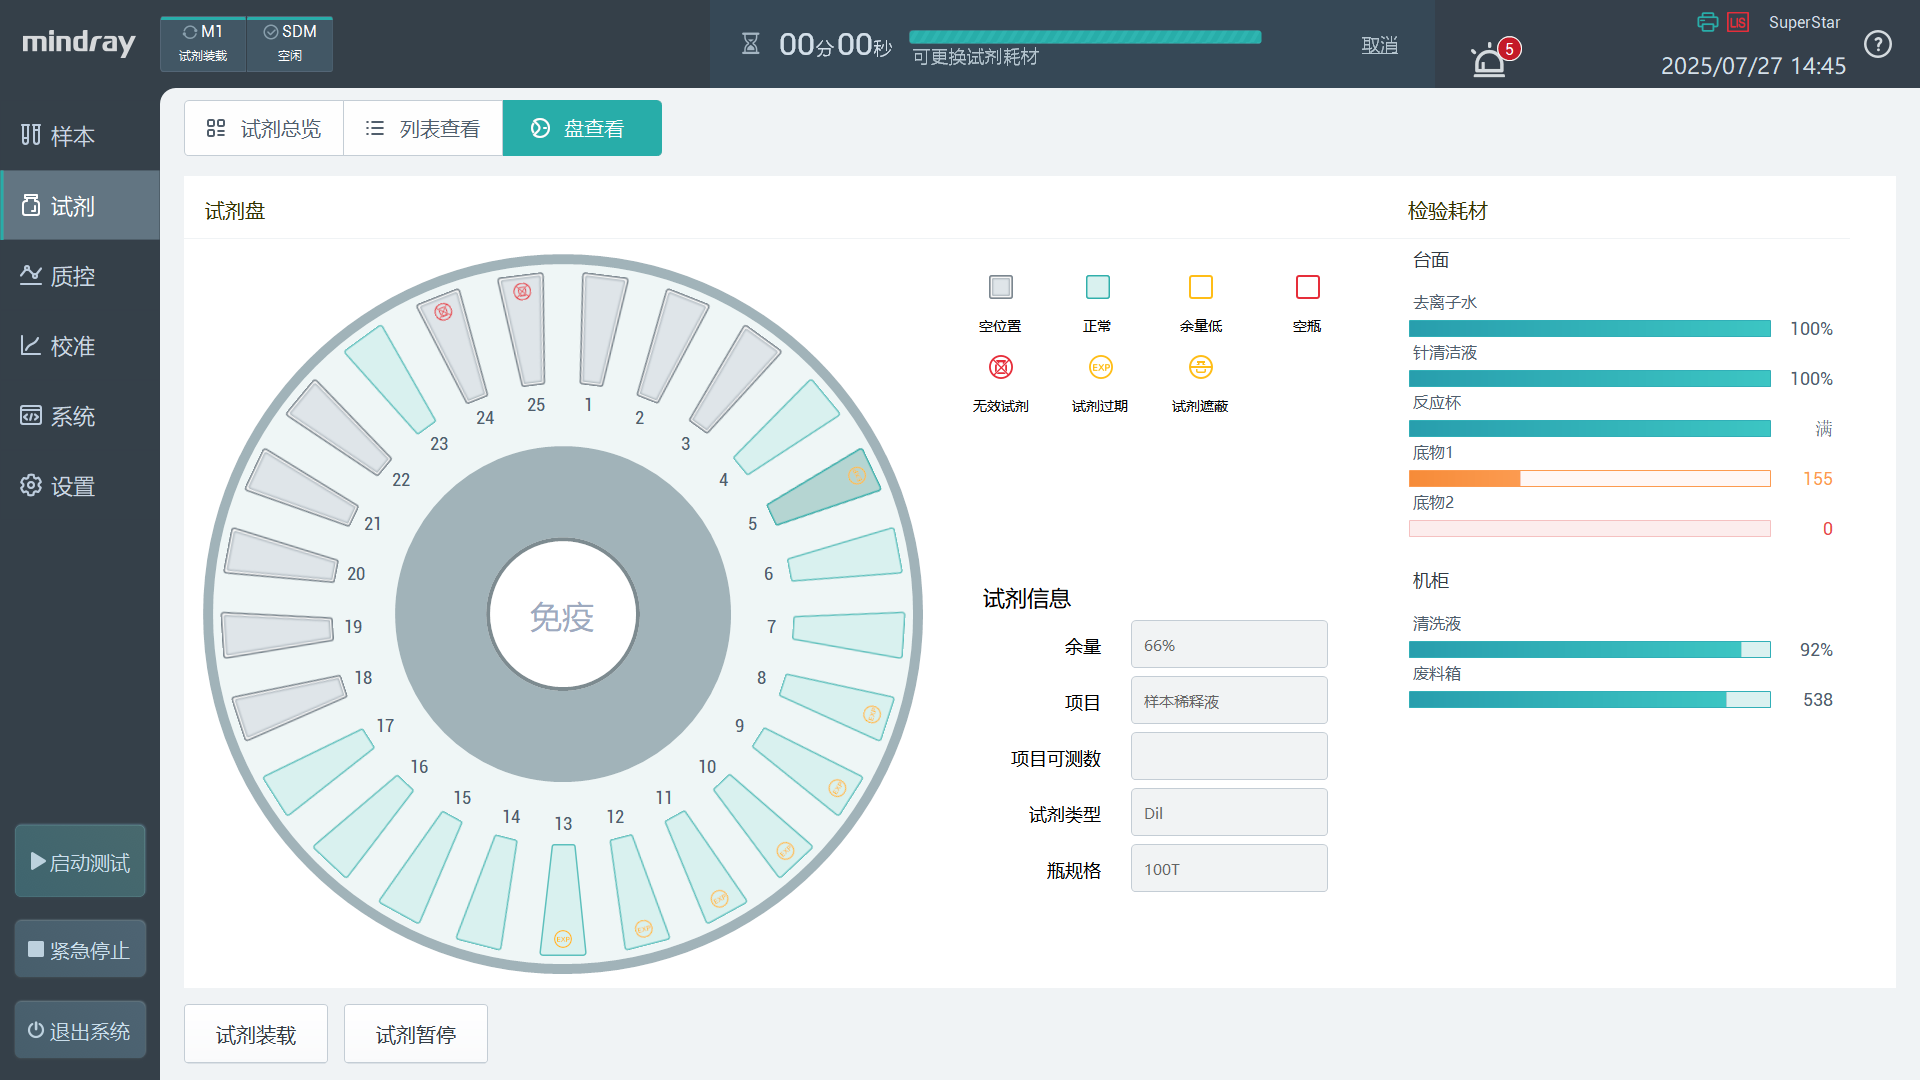 mindray
M1
试剂装载
SDM
空闲
00分00秒
可更换试剂耗材
取消
5
LIS
SuperStar
2025/07/27 14:45
?
样本
试剂
质控
校准
系统
设置
启动测试
紧急停止
退出系统
试剂总览
列表查看
盘查看
试剂盘
1
2
3
4
5
6
7
8
9
10
11
12
13
14
15
16
17
18
19
20
21
22
23
24
25
EXP
EXP
EXP
EXP
EXP
EXP
免疫
空位置
正常
余量低
空瓶
EXP
无效试剂
试剂过期
试剂遮蔽
试剂信息
余量
66%
项目
样本稀释液
项目可测数
试剂类型
Dil
瓶规格
100T
检验耗材
台面
去离子水
100%
针清洁液
100%
反应杯
满
底物1
155
底物2
0
机柜
清洗液
92%
废料箱
538
试剂装载
试剂暂停